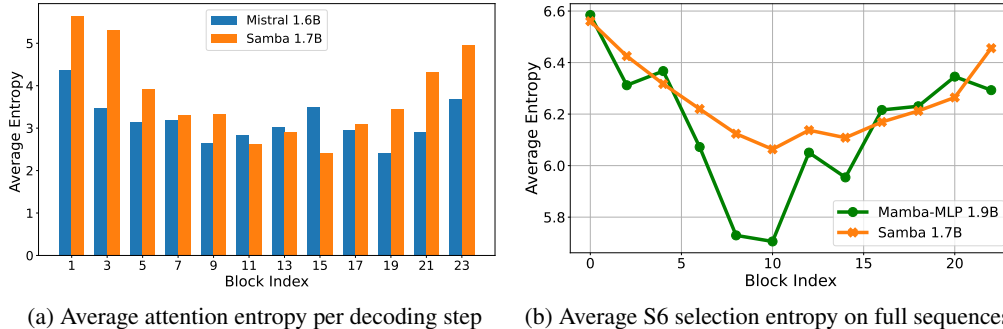 Mistral 1.6B
Samba 1.7B
Average Entropy
5
4
3
2
1
0
1 3 5 7 9 11 13 15 17 19 21 23
Block Index
(a) Average attention entropy per decoding step
6.6
6.4
6.2
6.0
5.8
Average Entropy
Mamba-MLP 1.9B
Samba 1.7B
0 5 10 15 20
Block Index
(b) Average S6 selection entropy on full sequences